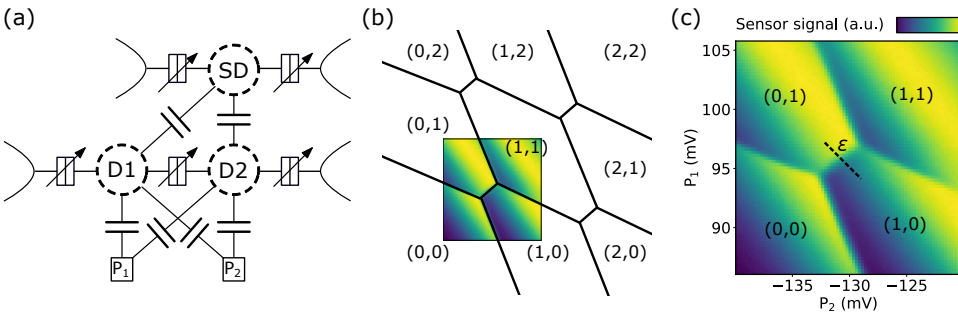 (a)
SD
D1
D2
P1
P2
(b)
(0,2)
(1,2)
(2,2)
(0,1)
(1,1)
(2,1)
(0,0)
(1,0)
(2,0)
(c)
Sensor signal (a.u.)
105
100
95
90
P1 (mV)
(0,1)
(1,1)
ε
(0,0)
(1,0)
−135
−130
−125
P2 (mV)